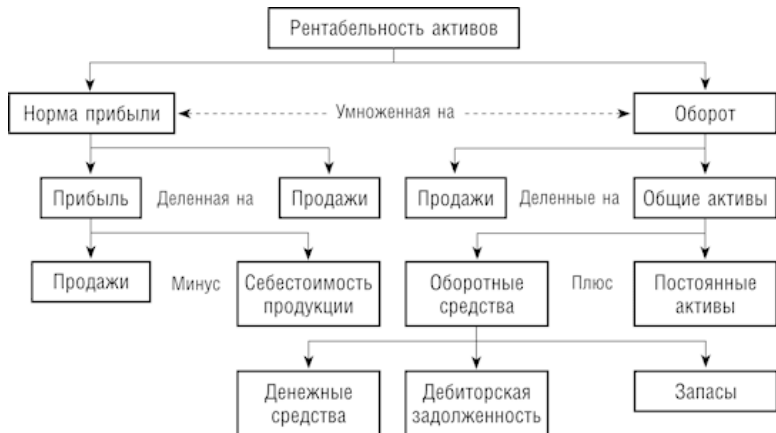 Рентабельность активов
Норма прибыли
Умноженная на
Оборот
Прибыль
Деленная на
Продажи
Продажи
Деленные на
Общие активы
Продажи
Минус
Себестоимость
продукции
Оборотные
средства
Плюс
Постоянные
активы
Денежные
средства
Дебиторская
задолженность
Запасы